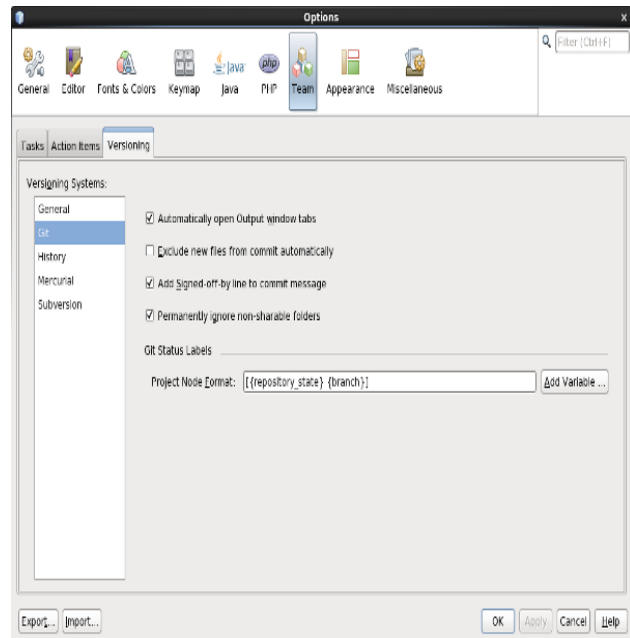 Options
x
Filter (Ctrl+F)
General Editor Fonts & Colors Keymap Java PHP Team Appearance Miscellaneous
Tasks Action Items Versioning
Versioning Systems:
General
Git
History
Mercurial
Subversion
Automatically open Output window tabs
Exclude new files from commit automatically
Add Signed-off-by line to commit message
Permanently ignore non-sharable folders
Git Status Labels
Project Node Format: [{repository_state} {branch}] Add Variable ...
Export... Import... OK Apply Cancel Help